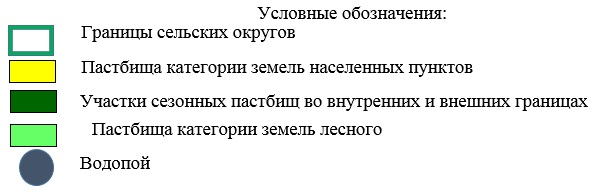 Условные обозначения:
Границы сельских округов
Пастбища категории земель населенных пунктов
Участки сезонных пастбищ во внутренних и внешних границах
Пастбища категории земель лесного
Водопой